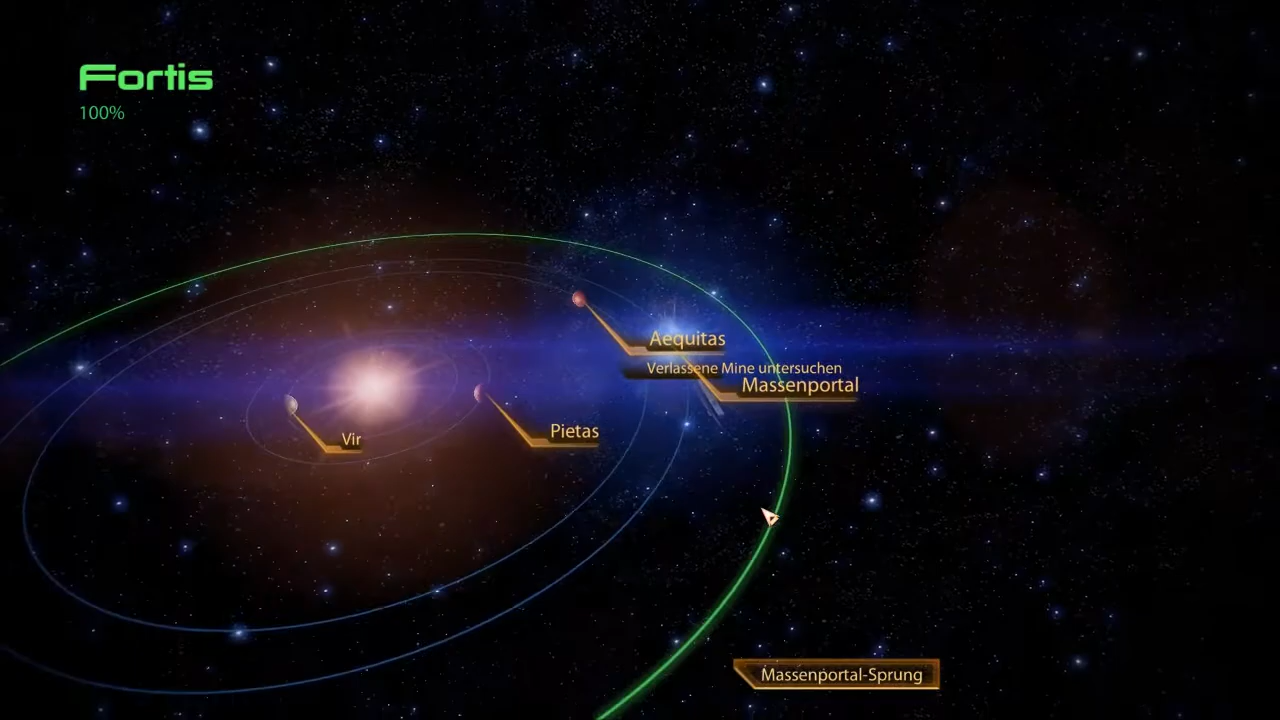 Fortis
100%
Aequitas
Verlassene Mine untersuchen
Massenportal
Vir
Pietas
Massenportal-Sprung